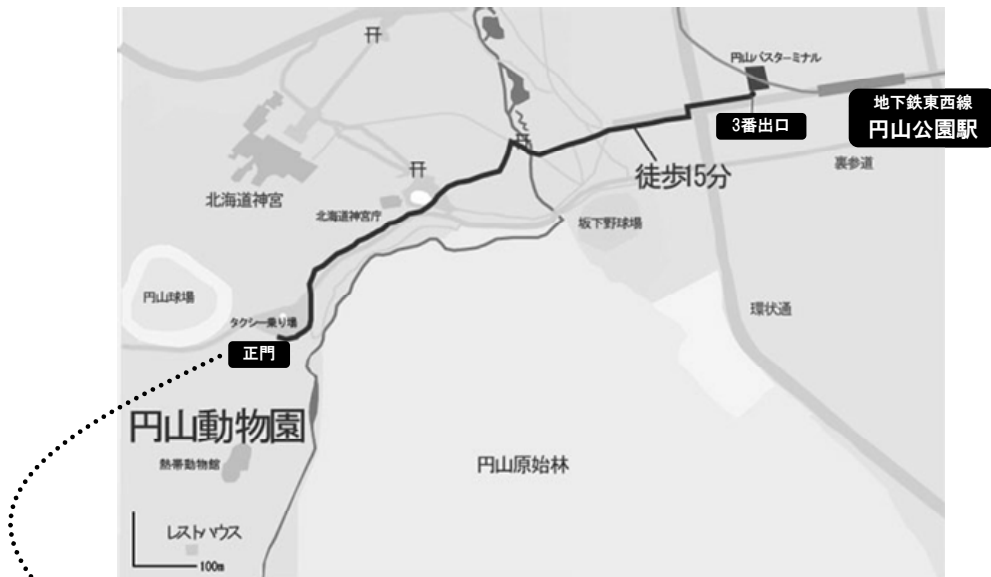 円山バスターミナル
地下鉄東西線
円山公園駅
3番出口
裏参道
徒歩15分
北海道神宮
北海道神宮庁
坂下野球場
円山球場
環状通
タクシー乗り場
正門
円山動物園
熱帯動物館
円山原始林
レストハウス
100m